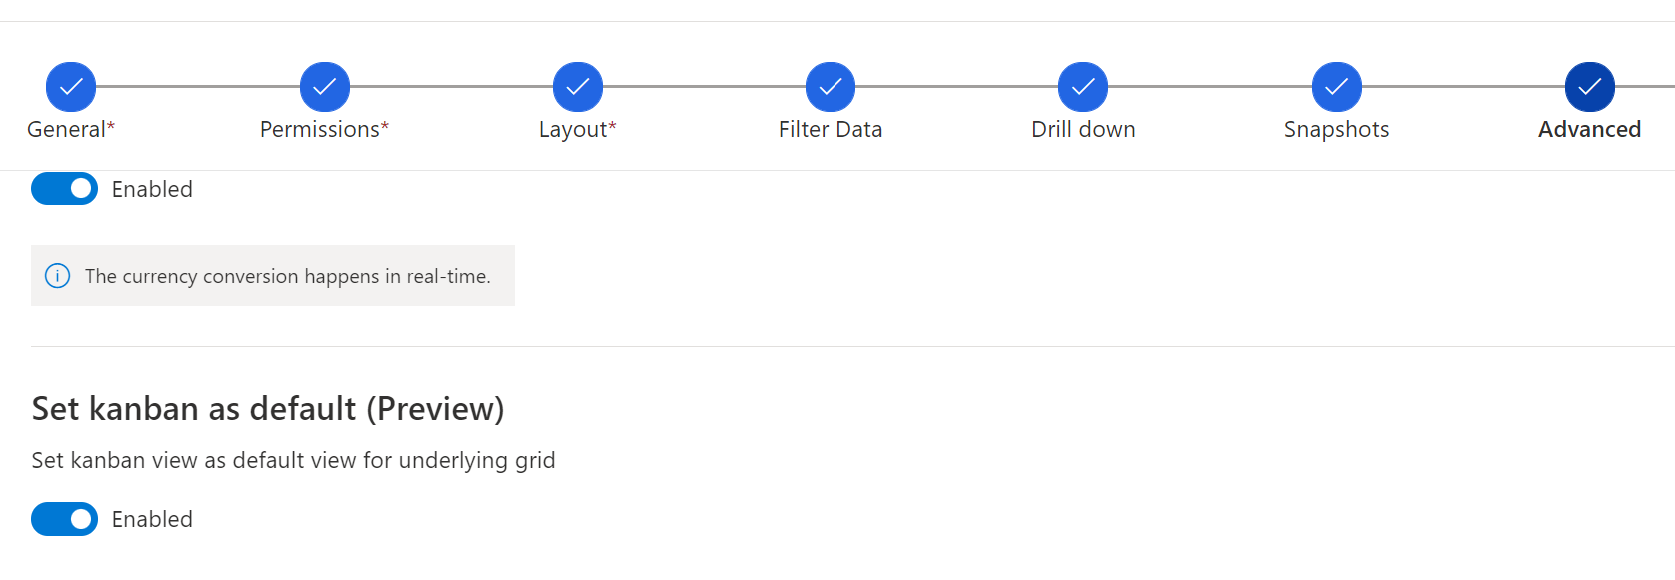 General* Permissions* Layout* Filter Data Drill down Snapshots Advanced
Enabled
The currency conversion happens in real-time.
Set kanban as default (Preview)
Set kanban view as default view for underlying grid
Enabled